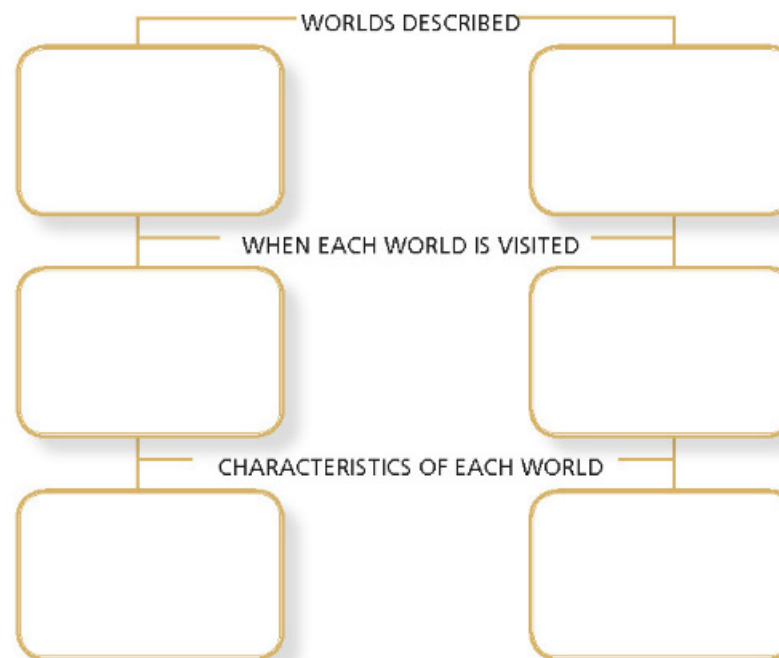 WORLDS DESCRIBED
WHEN EACH WORLD IS VISITED
CHARACTERISTICS OF EACH WORLD